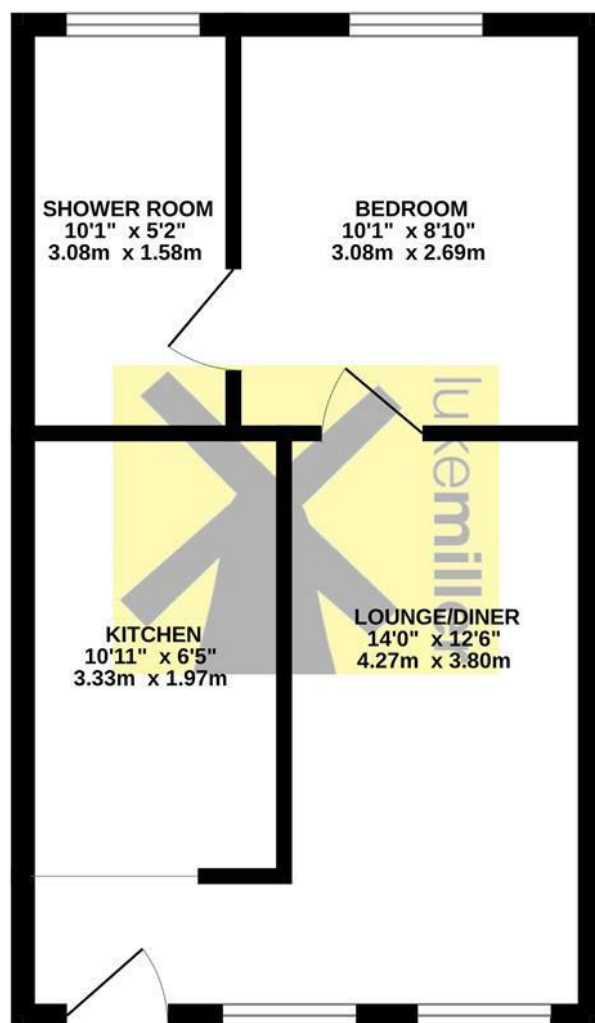 SHOWER ROOM
10'1" x 5'2"
3.08m x 1.58m
BEDROOM
10'1" x 8'10"
3.08m x 2.69m
lukemiller
KITCHEN
10'11" x 6'5"
3.33m x 1.97m
LOUNGE/DINER
14'0" x 12'6"
4.27m x 3.80m